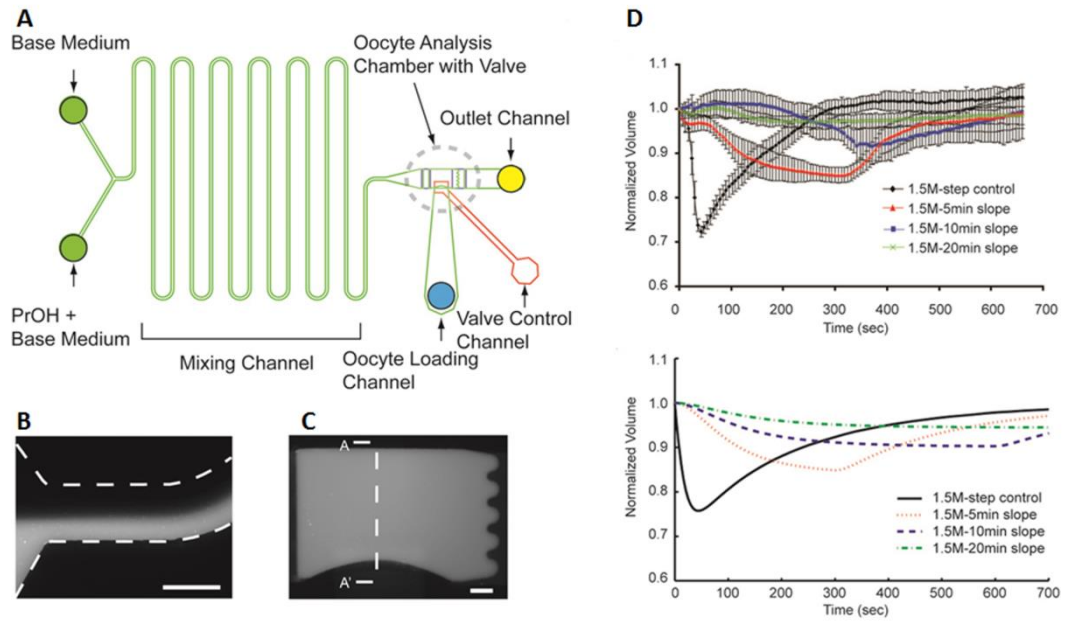 A
Base Medium
PrOH +
Base Medium
Mixing Channel
Oocyte Analysis
Chamber with Valve
Outlet Channel
Valve Control
Channel
Oocyte Loading
Channel
B
C
A
A'
D
1.1
1.0
0.9
0.8
0.7
0.6
Normalized Volume
0 100 200 300 400 500 600 700
Time (sec)
1.5M-step control
1.5M-5min slope
1.5M-10min slope
1.5M-20min slope
1.1
1.0
0.9
0.8
0.7
0.6
Normalized Volume
0 100 200 300 400 500 600 700
Time (sec)
1.5M-step control
1.5M-5min slope
1.5M-10min slope
1.5M-20min slope